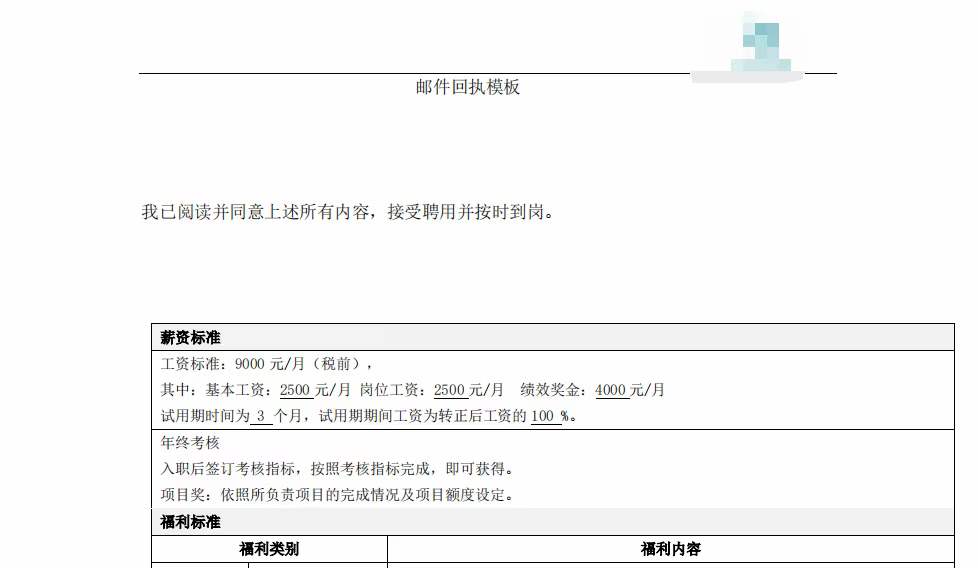 邮件回执模板
我已阅读并同意上述所有内容，接受聘用并按时到岗。
薪资标准
工资标准：9000 元/月（税前），
其中：基本工资：2500 元/月 岗位工资：2500 元/月 绩效奖金：4000 元/月
试用期时间为 3 个月，试用期期间工资为转正后工资的 100 %。
年终考核
入职后签订考核指标，按照考核指标完成，即可获得。
项目奖：依照所负责项目的完成情况及项目额度设定。
福利标准
福利类别 福利内容